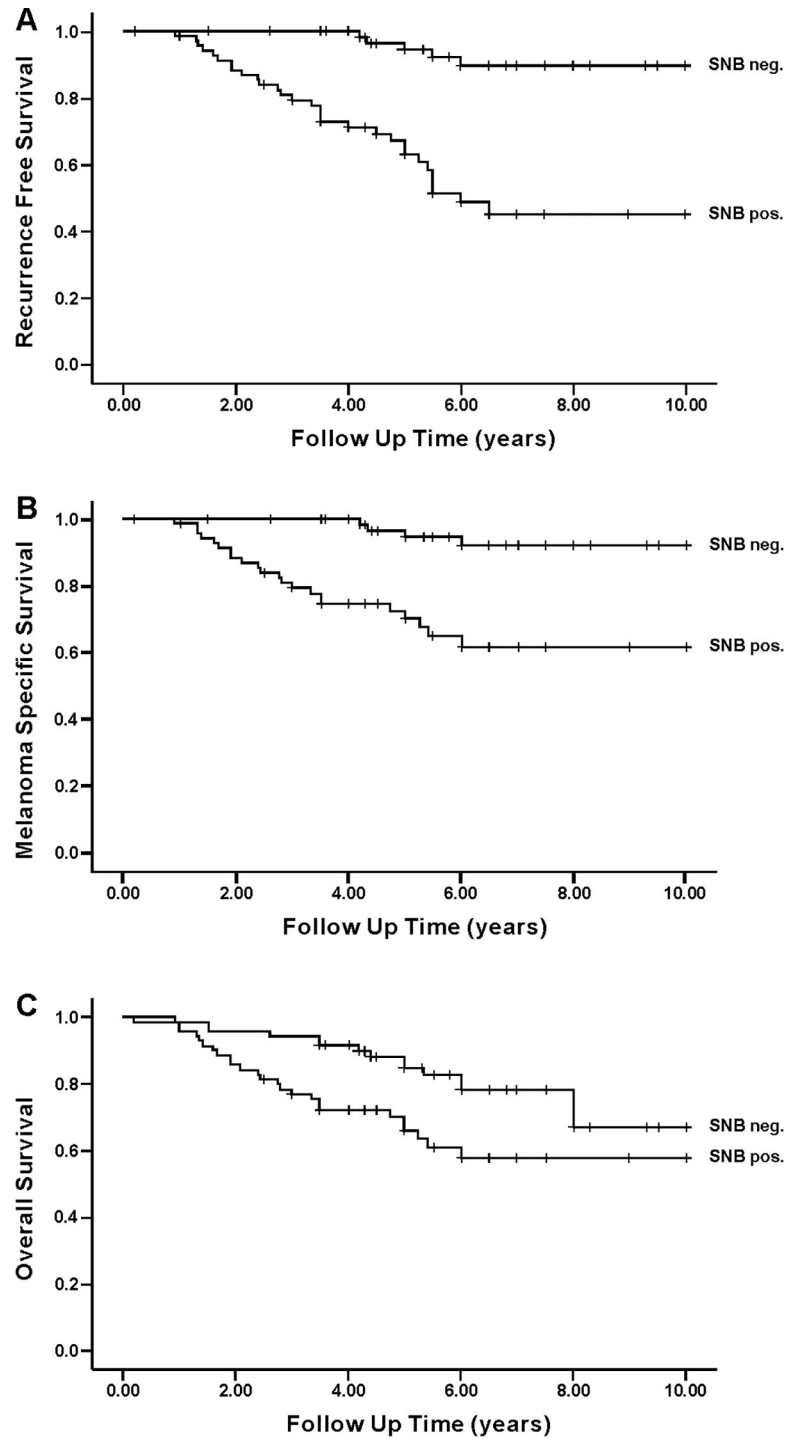 A
Recurrence Free Survival
1.0
0.8
0.6
0.4
0.2
0.0
SNB neg.
SNB pos.
0.00 2.00 4.00 6.00 8.00 10.00
Follow Up Time (years)
B
Melanoma Specific Survival
1.0
0.8
0.6
0.4
0.2
0.0
SNB neg.
SNB pos.
0.00 2.00 4.00 6.00 8.00 10.00
Follow Up Time (years)
C
Overall Survival
1.0
0.8
0.6
0.4
0.2
0.0
SNB neg.
SNB pos.
0.00 2.00 4.00 6.00 8.00 10.00
Follow Up Time (years)